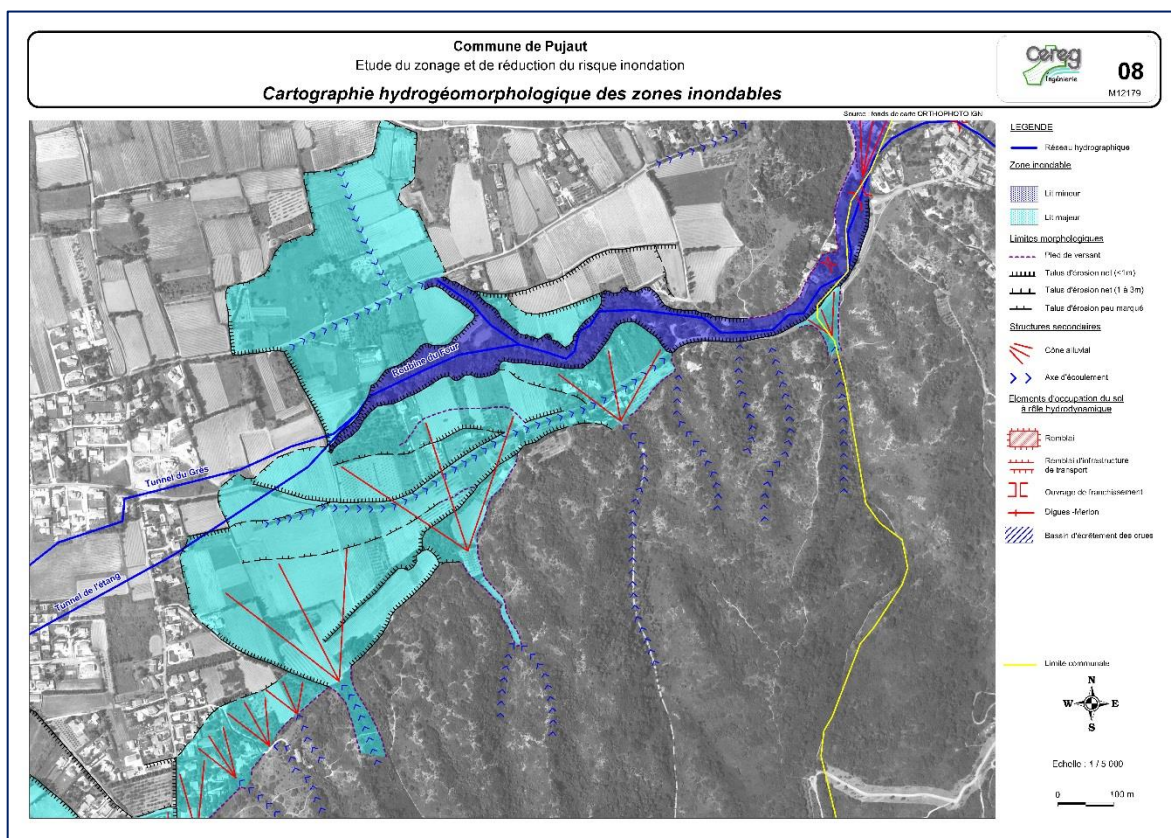 Commune de Pujaut
Etude du zonage et de réduction du risque inondation
Cartographie hydrogéomorphologique des zones inondables
Cereg
Ingénierie
08
M12179
Source : fonds de carte ORTHOPHOTO IGN
LEGENDE
Réseau hydrographique
Zone inondable
Lit mineur
Lit majeur
Limites morphologiques
Pied de versant
Talus d'érosion net (<1m)
Talus d'érosion net (1 à 3m)
Talus d'érosion peu marqué
Structures secondaires
Cône alluvial
Axe d'écoulement
Elements d'occupation du sol
à rôle hydrodynamique
Remblai
Remblai d'infrastructure
de transport
Ouvrage de franchissement
Digues -Merlon
Bassin d'écrêtement des crues
Limite communale
N
W E
S
Echelle : 1 / 5 000
0 100 m
Roubine du Four
Tunnel du Grès
Tunnel de l'étang